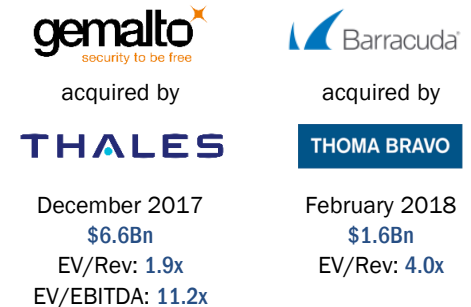 gemalto
security to be free
acquired by
THALES
December 2017
$6.6Bn
EV/Rev: 1.9x
EV/EBITDA: 11.2x
Barracuda
acquired by
THOMA BRAVO
February 2018
$1.6Bn
EV/Rev: 4.0x